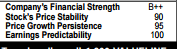 Company's Financial Strength B++
Stock's Price Stability 90
Price Growth Persistence 95
Earnings Predictability 100